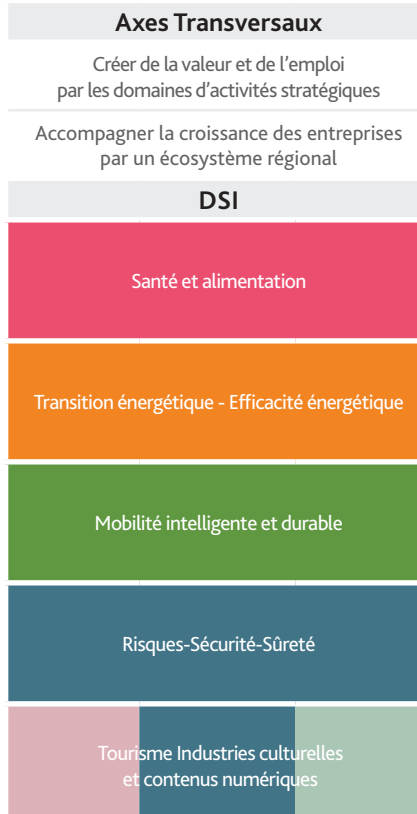 Axes Transversaux
Créer de la valeur et de l'emploi
par les domaines d'activités stratégiques
Accompagner la croissance des entreprises
par un écosystème régional
DSI
Santé et alimentation
Transition énergétique - Efficacité énergétique
Mobilité intelligente et durable
Risques-Sécurité-Sûreté
Tourisme Industries culturelles
et contenus numériques